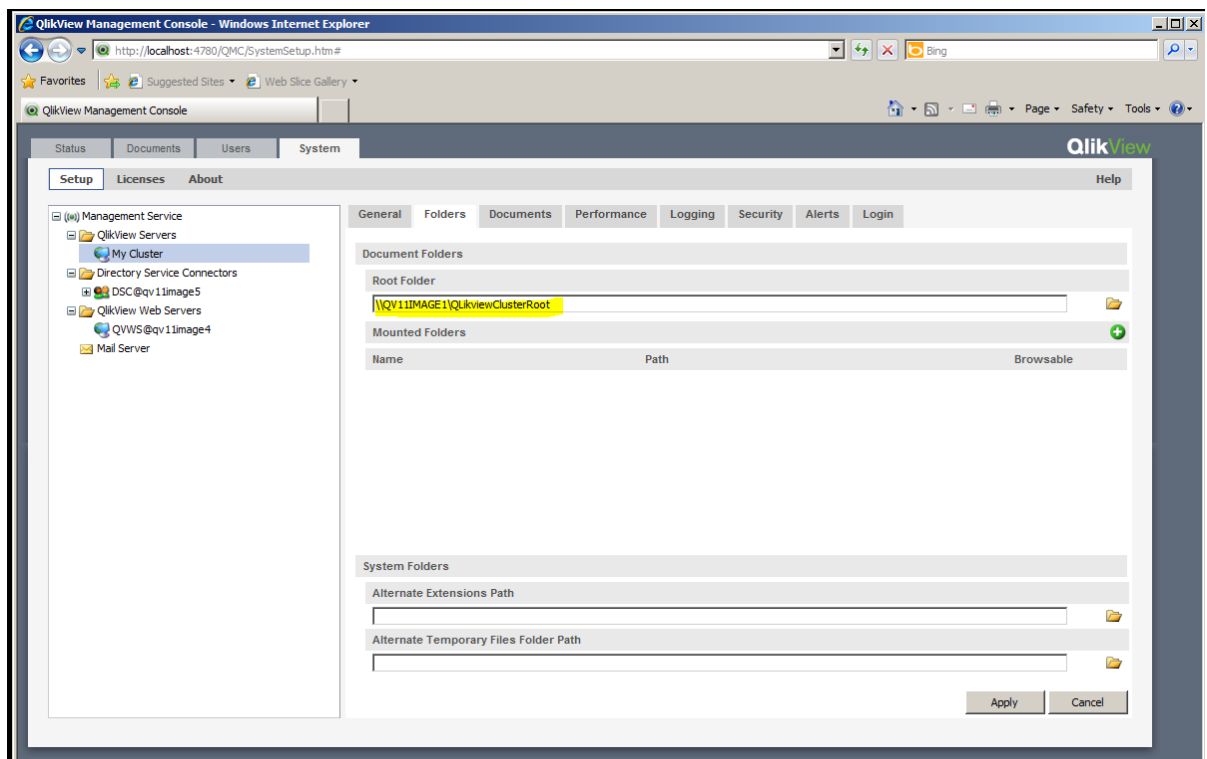 QlikView Management Console - Windows Internet Explorer
http://localhost:4780/QMC/SystemSetup.htm#
Bing
Favorites
Suggested Sites
Web Slice Gallery
QlikView Management Console
Page
Safety
Tools
Status
Documents
Users
System
QlikView
Setup
Licenses
About
Help
Management Service
QlikView Servers
My Cluster
Directory Service Connectors
DSC@qv11image5
QlikView Web Servers
QVWS@qv11image4
Mail Server
General
Folders
Documents
Performance
Logging
Security
Alerts
Login
Document Folders
Root Folder
\\QV11IMAGE1\QLikviewClusterRoot
Mounted Folders
Name
Path
Browsable
System Folders
Alternate Extensions Path
Alternate Temporary Files Folder Path
Apply
Cancel